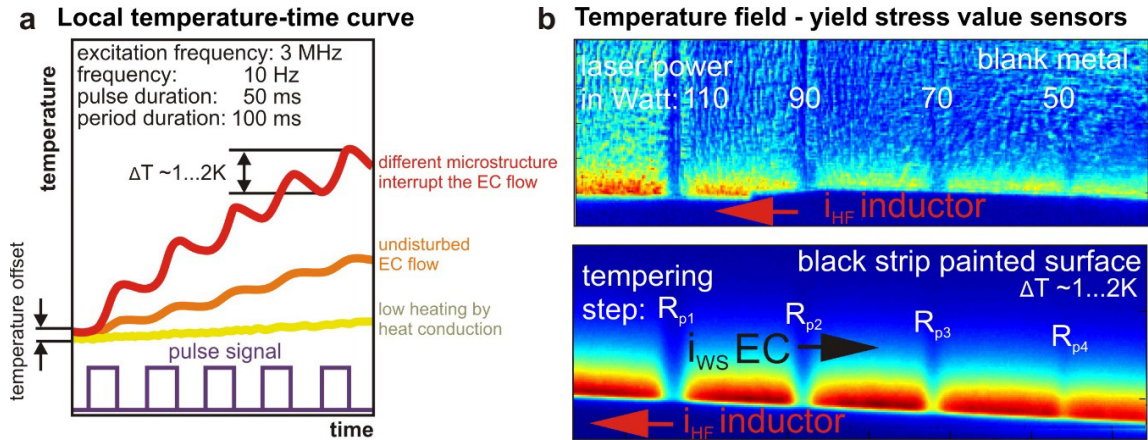 a Local temperature-time curve
excitation frequency: 3 MHz
frequency: 10 Hz
pulse duration: 50 ms
period duration: 100 ms
temperature
ΔT ~1...2K
different microstructure
interrupt the EC flow
undisturbed
EC flow
low heating by
heat conduction
temperature offset
pulse signal
time
b Temperature field - yield stress value sensors
laser power
in Watt: 110 90 70 50
blank metal
iHF inductor
black strip painted surface
ΔT ~1...2K
tempering
step: Rp1 Rp2 Rp3 Rp4
iWS EC
iHF inductor